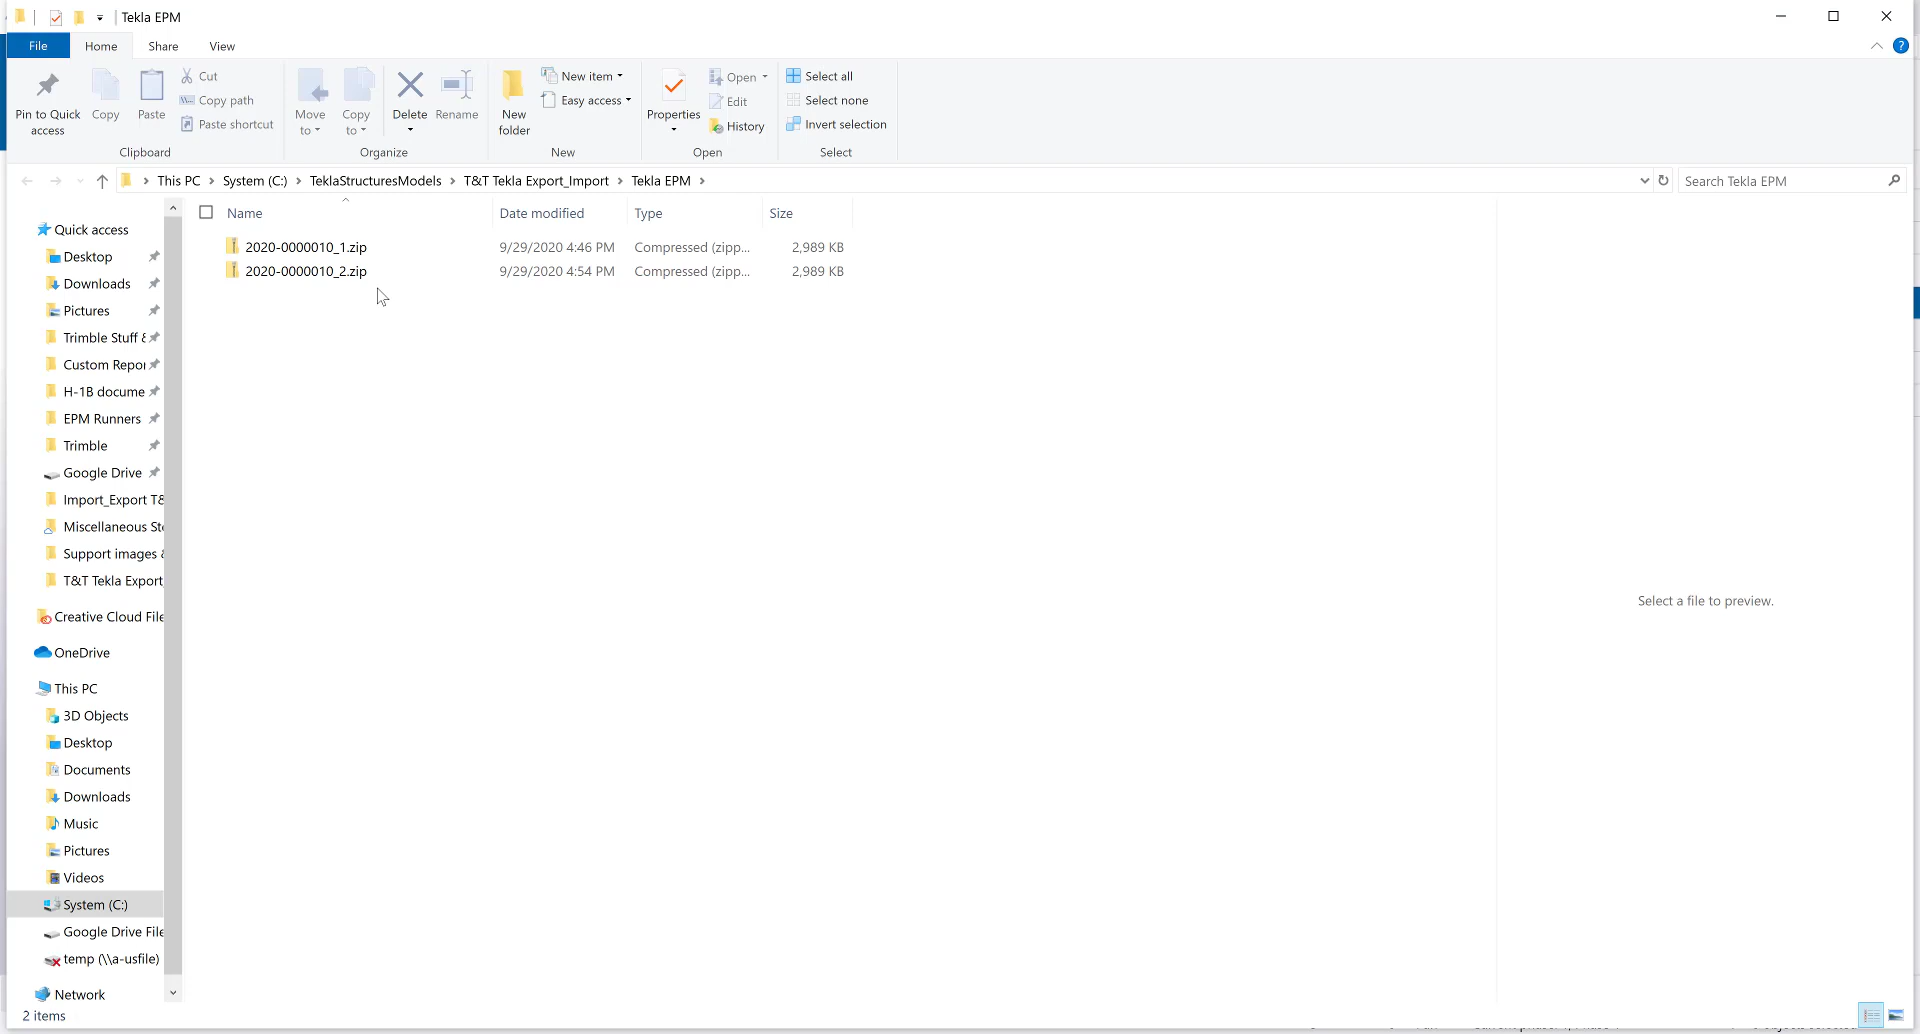 Tekla EPM
File Home Share View
Pin to Quick access
Copy
Paste
Cut
Copy path
Paste shortcut
Clipboard
Move to
Copy to
Delete
Rename
Organize
New folder
New item
Easy access
New
Properties
Open
Edit
History
Open
Select all
Select none
Invert selection
Select
This PC > System (C:) > TeklaStructuresModels > T&T Tekla Export_Import > Tekla EPM >
Search Tekla EPM
Name Date modified Type Size
2020-0000010_1.zip 9/29/2020 4:46 PM Compressed (zipp... 2,989 KB
2020-0000010_2.zip 9/29/2020 4:54 PM Compressed (zipp... 2,989 KB
Quick access
Desktop
Downloads
Pictures
Trimble Stuff &
Custom Repor
H-1B docume
EPM Runners
Trimble
Google Drive
Import_Export T&
Miscellaneous Ste
Support images &
T&T Tekla Export
Creative Cloud File
OneDrive
This PC
3D Objects
Desktop
Documents
Downloads
Music
Pictures
Videos
System (C:)
Google Drive File
temp (\\a-usfile)
Network
Select a file to preview.
2 items